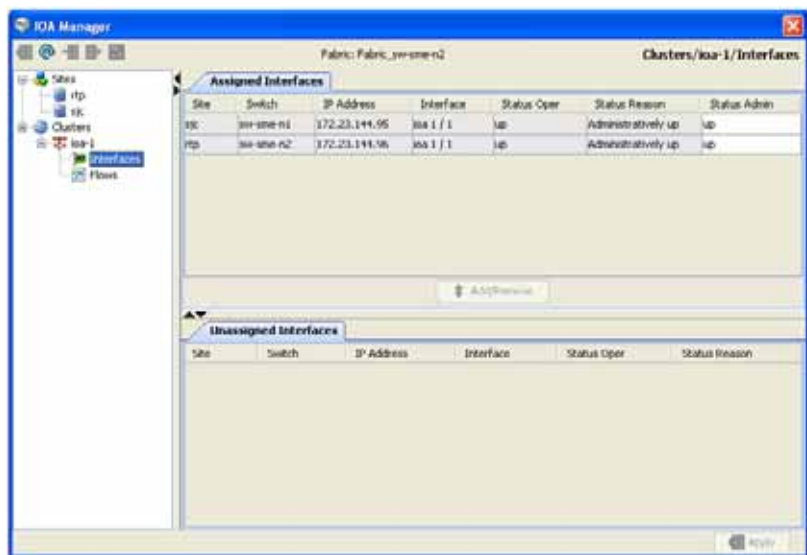 IOA Manager
Fabric: Fabric_sw-sme-n2
Clusters/ioa-1/Interfaces
Sites
rtp
sjc
Clusters
ioa-1
Interfaces
Flows
Assigned Interfaces
Site Switch IP Address Interface Status Oper Status Reason Status Admin
sjc sw-sme-n1 172.23.144.95 ioa 1 / 1 up Administratively up up
rtp sw-sme-n2 172.23.144.96 ioa 1 / 1 up Administratively up up
Add/Remove
Unassigned Interfaces
Site Switch IP Address Interface Status Oper Status Reason
Apply